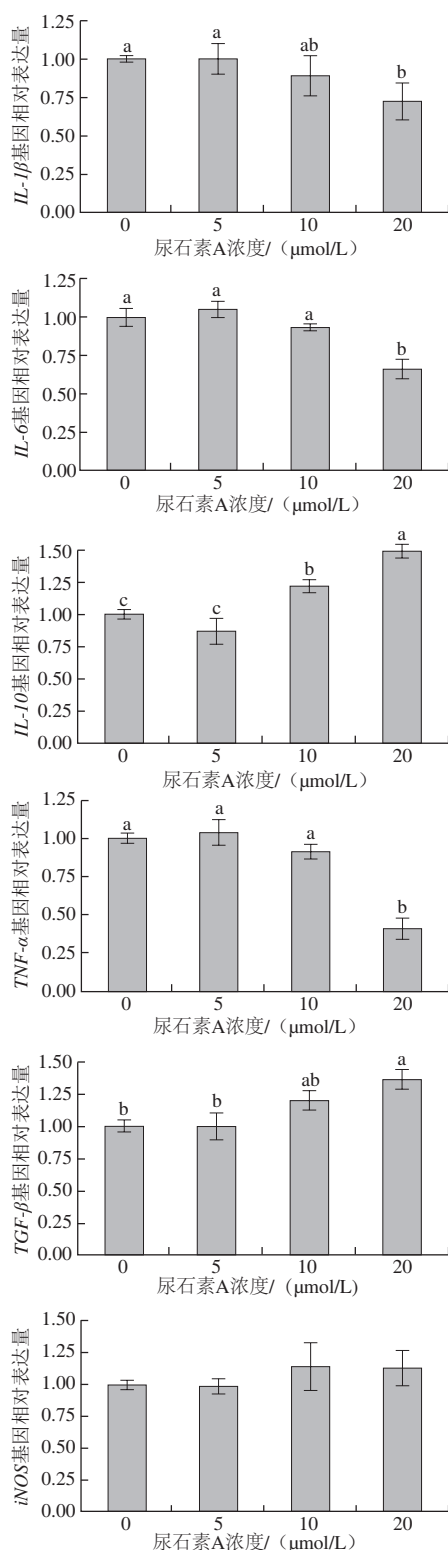 IL-1β基因相对表达量
1.25
1.00
0.75
0.50
0.25
0.00
a
a
ab
b
0 5 10 20
尿石素A浓度/（μmol/L）
IL-6基因相对表达量
1.25
1.00
0.75
0.50
0.25
0.00
a
a
a
b
0 5 10 20
尿石素A浓度/（μmol/L）
IL-10基因相对表达量
1.50
1.00
0.75
0.50
0.25
0.00
c
c
b
a
0 5 10 20
尿石素A浓度/（μmol/L）
TNF-α基因相对表达量
1.25
1.00
0.75
0.50
0.25
0.00
a
a
a
b
0 5 10 20
尿石素A浓度/（μmol/L）
TGF-β基因相对表达量
1.50
1.25
1.00
0.75
0.50
0.25
0.00
b
b
ab
a
0 5 10 20
尿石素A浓度/（μmol/L)
iNOS基因相对表达量
1.50
1.25
1.00
0.75
0.50
0.25
0.00
0 5 10 20
尿石素A浓度/（μmol/L）